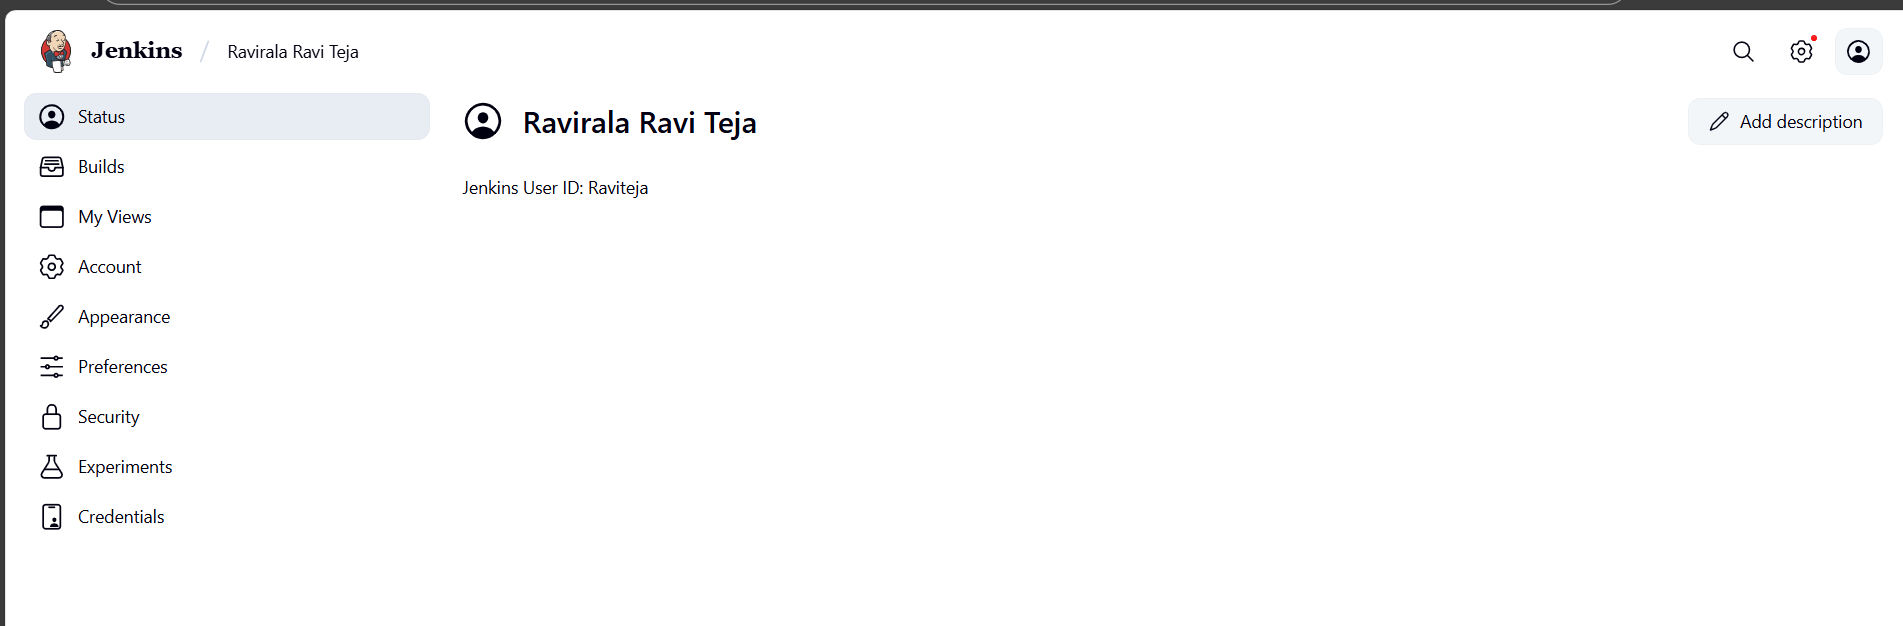 Jenkins / Ravirala Ravi Teja
Status
Builds
My Views
Account
Appearance
Preferences
Security
Experiments
Credentials
Ravirala Ravi Teja
Add description
Jenkins User ID: Raviteja